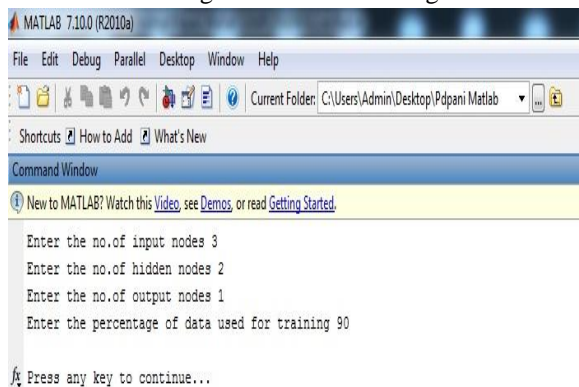 MATLAB 7.10.0 (R2010a)
File Edit Debug Parallel Desktop Window Help
Current Folder: C:\Users\Admin\Desktop\Pdpani Matlab
Shortcuts How to Add What's New
Command Window
New to MATLAB? Watch this Video, see Demos, or read Getting Started.
Enter the no.of input nodes 3
Enter the no.of hidden nodes 2
Enter the no.of output nodes 1
Enter the percentage of data used for training 90
fx Press any key to continue...